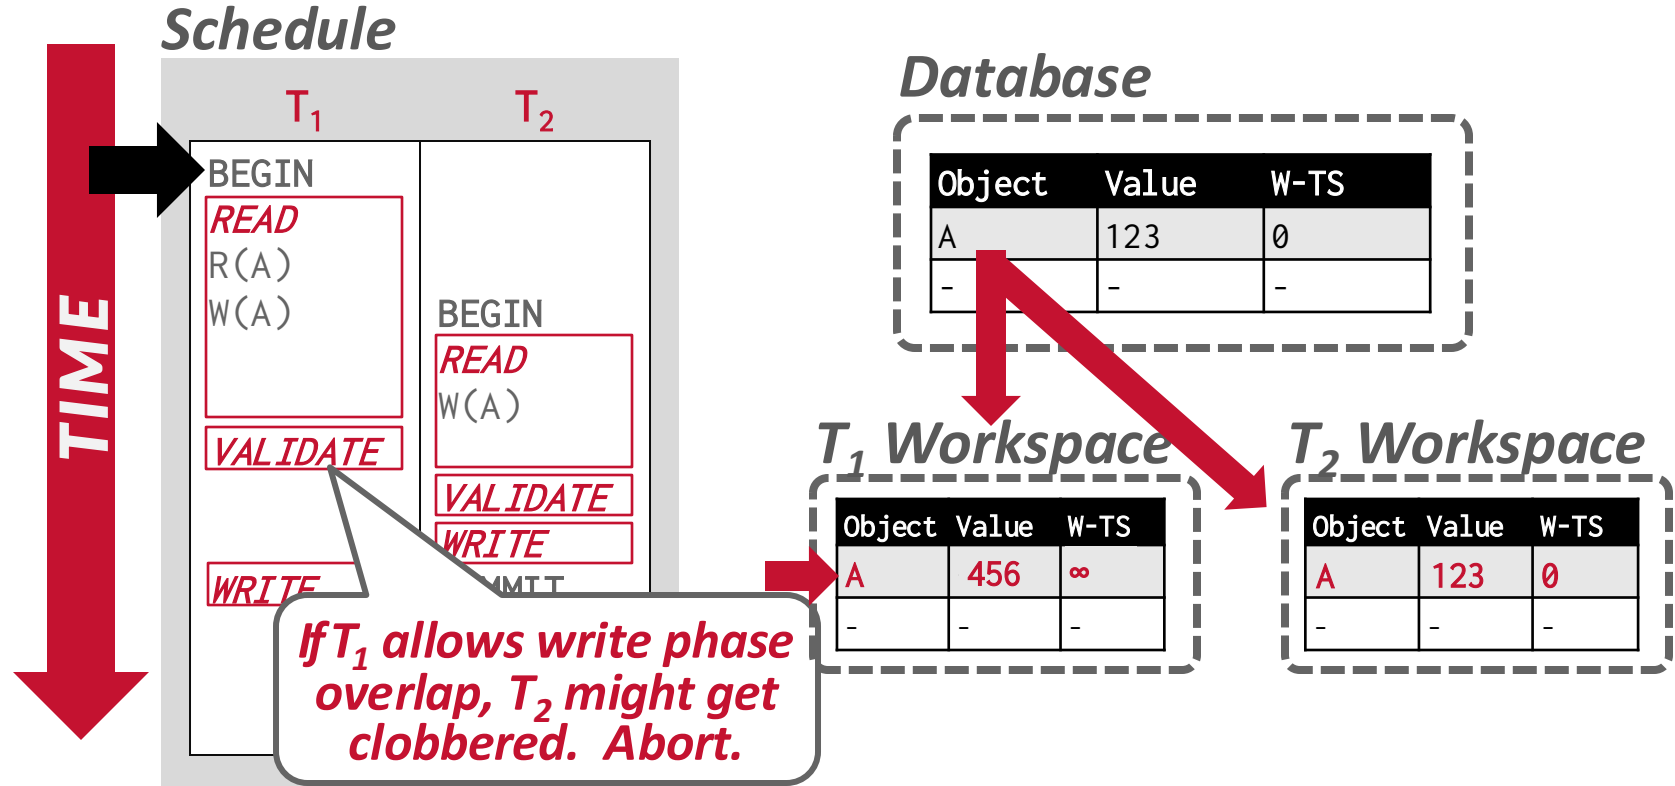 Schedule
TIME
T1
T2
BEGIN
READ
R(A)
W(A)
VALIDATE
WRITE
BEGIN
READ
W(A)
VALIDATE
WRITE
If T1 allows write phase
overlap, T2 might get
clobbered. Abort.
Database
Object Value W-TS
A 123 0
- - -
T1 Workspace
Object Value W-TS
A 456 ∞
- - -
T2 Workspace
Object Value W-TS
A 123 0
- - -